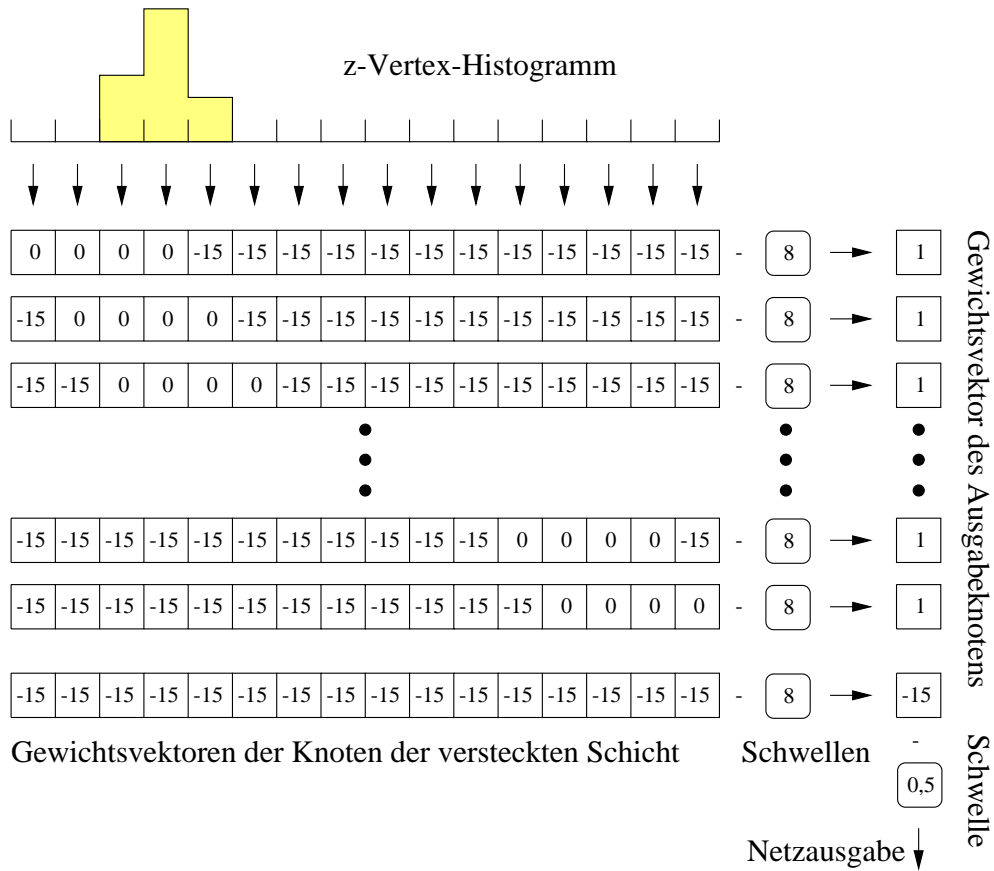 z-Vertex-Histogramm
0 0 0 0 -15 -15 -15 -15 -15 -15 -15 -15 -15 -15 -15 -15 - 8 1
-15 0 0 0 0 -15 -15 -15 -15 -15 -15 -15 -15 -15 -15 -15 - 8 1
-15 -15 0 0 0 0 -15 -15 -15 -15 -15 -15 -15 -15 -15 -15 - 8 1
-15 -15 -15 -15 -15 -15 -15 -15 -15 -15 -15 0 0 0 0 -15 - 8 1
-15 -15 -15 -15 -15 -15 -15 -15 -15 -15 -15 -15 0 0 0 0 - 8 1
-15 -15 -15 -15 -15 -15 -15 -15 -15 -15 -15 -15 -15 -15 -15 -15 - 8 -15
Gewichtsvektor des Ausgabeknotens
Gewichtsvektoren der Knoten der versteckten Schicht
Schwellen
-
0,5
Schwelle
Netzausgabe